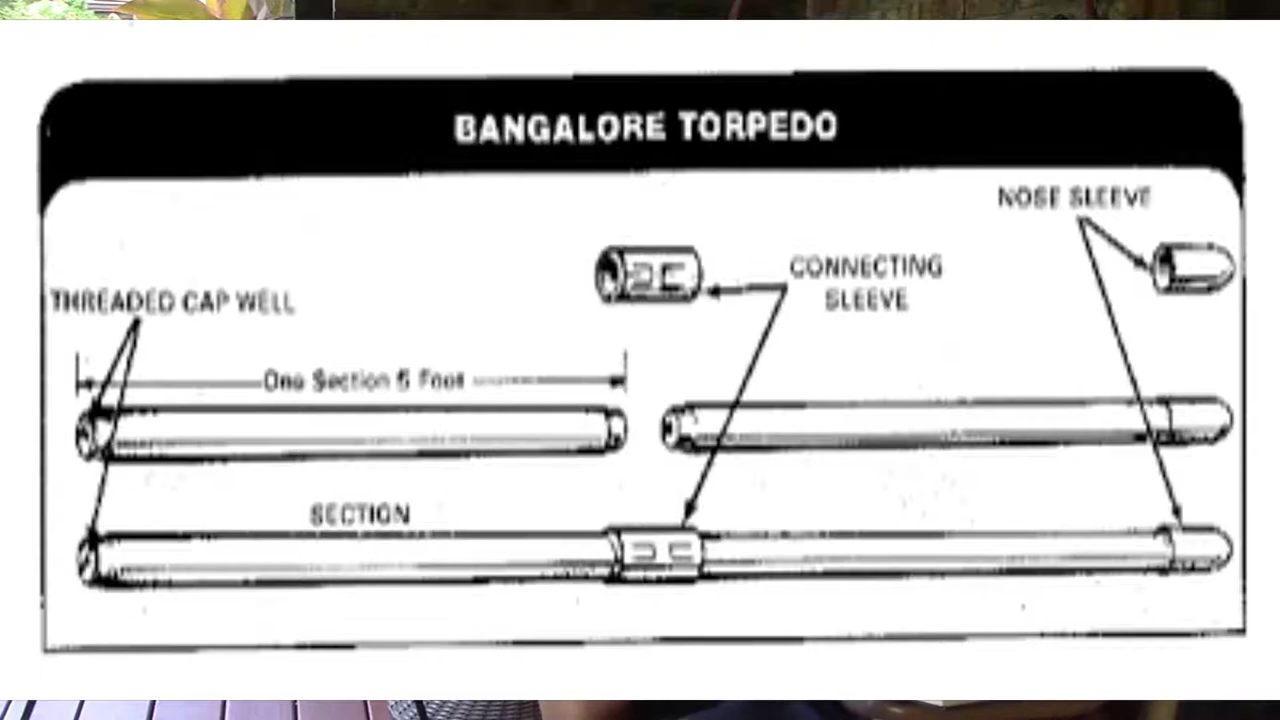 BANGALORE TORPEDO
NOSE SLEEVE
CONNECTING
SLEEVE
THREADED CAP WELL
One Section 5 Foot
SECTION